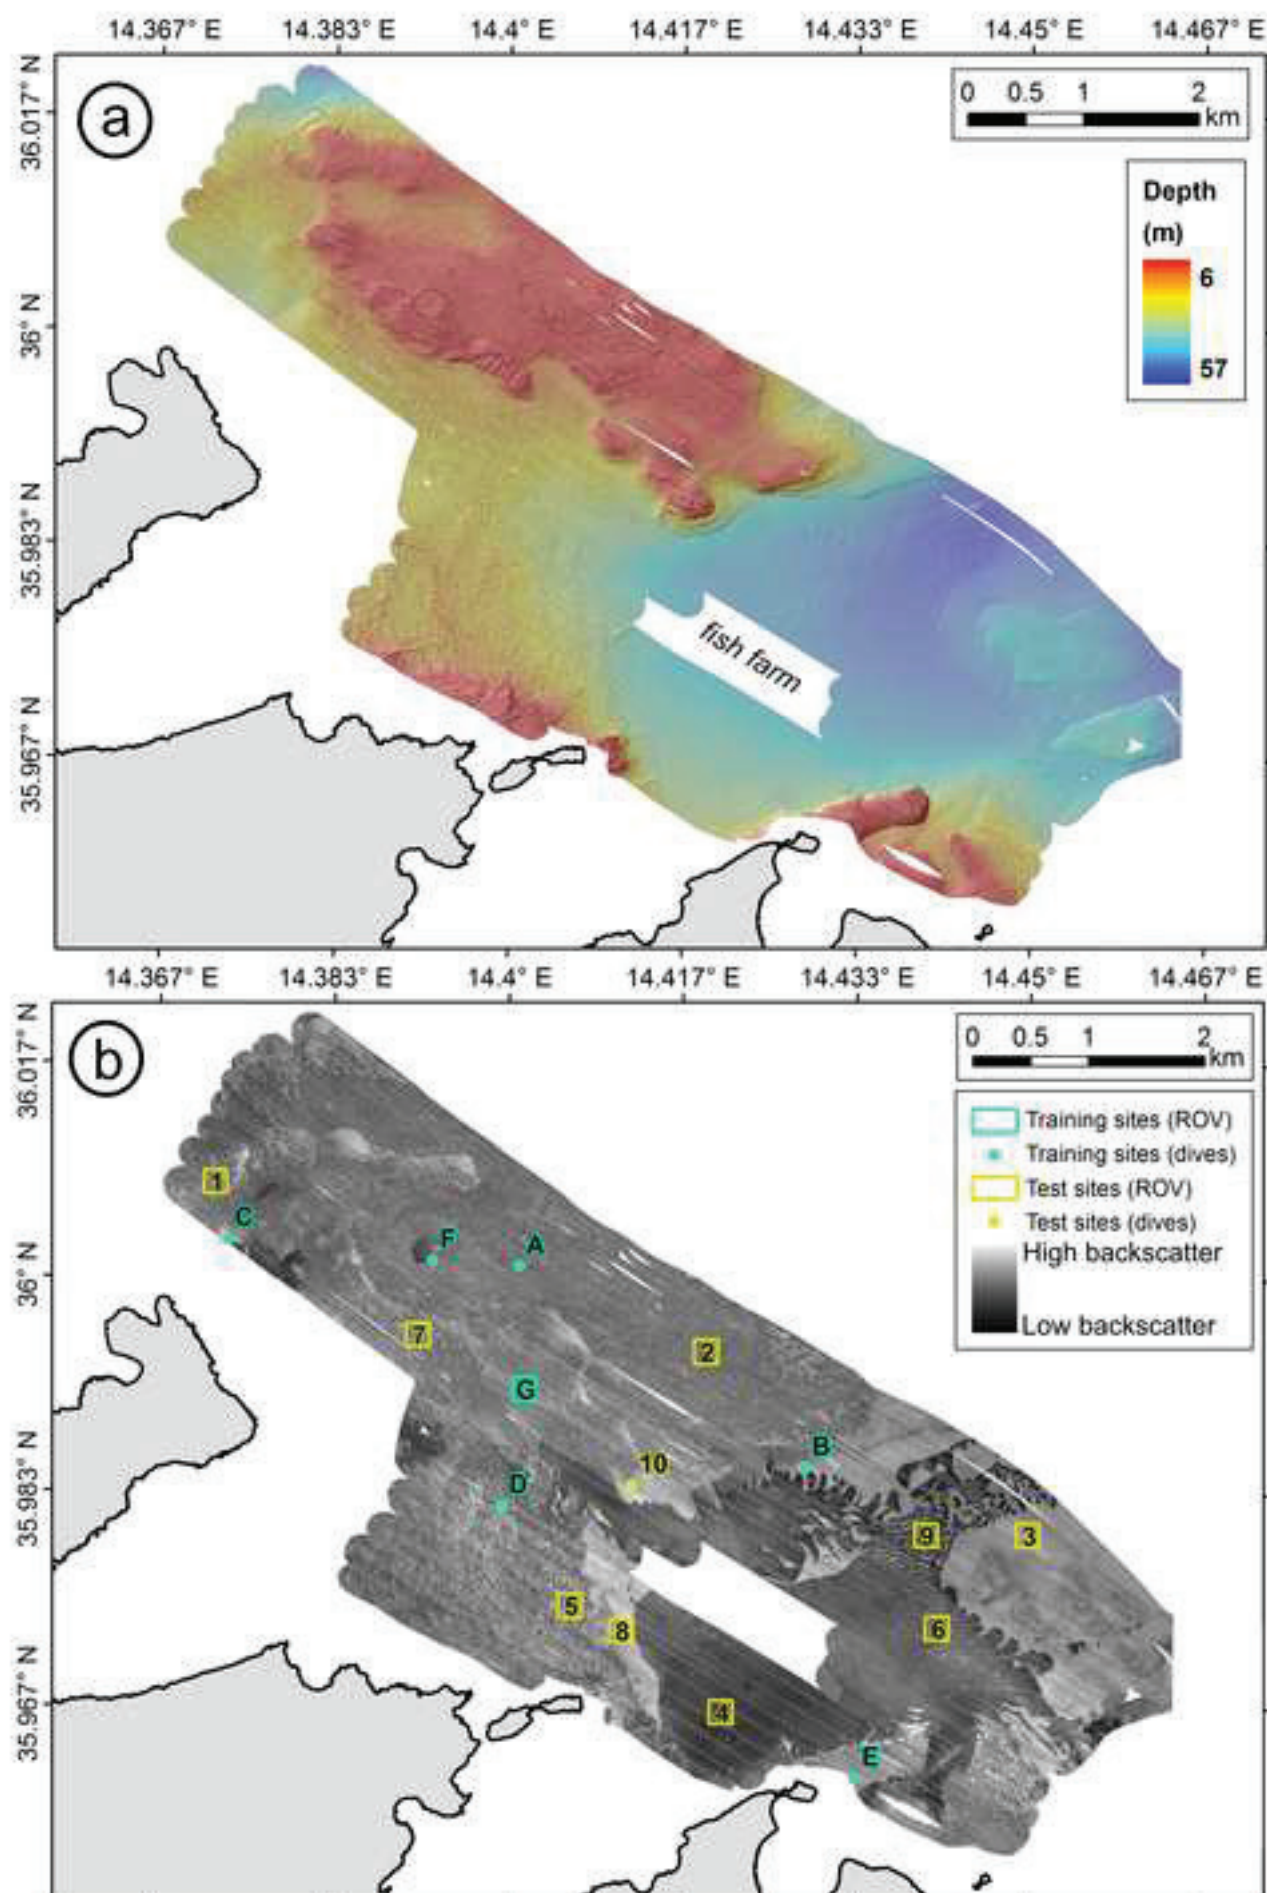 14.367° E 14.383° E 14.4° E 14.417° E 14.433° E 14.45° E 14.467° E
a
0 0.5 1 2
km
Depth
(m)
6
57
36.017° N
36° N
35.983° N
35.967° N
fish farm
14.367° E 14.383° E 14.4° E 14.417° E 14.433° E 14.45° E 14.467° E
b
0 0.5 1 2
km
Training sites (ROV)
Training sites (dives)
Test sites (ROV)
Test sites (dives)
High backscatter
Low backscatter
36.017° N
36° N
35.983° N
35.967° N
1
C
F
A
7
2
G
B
10
D
9
3
5
8
6
4
E